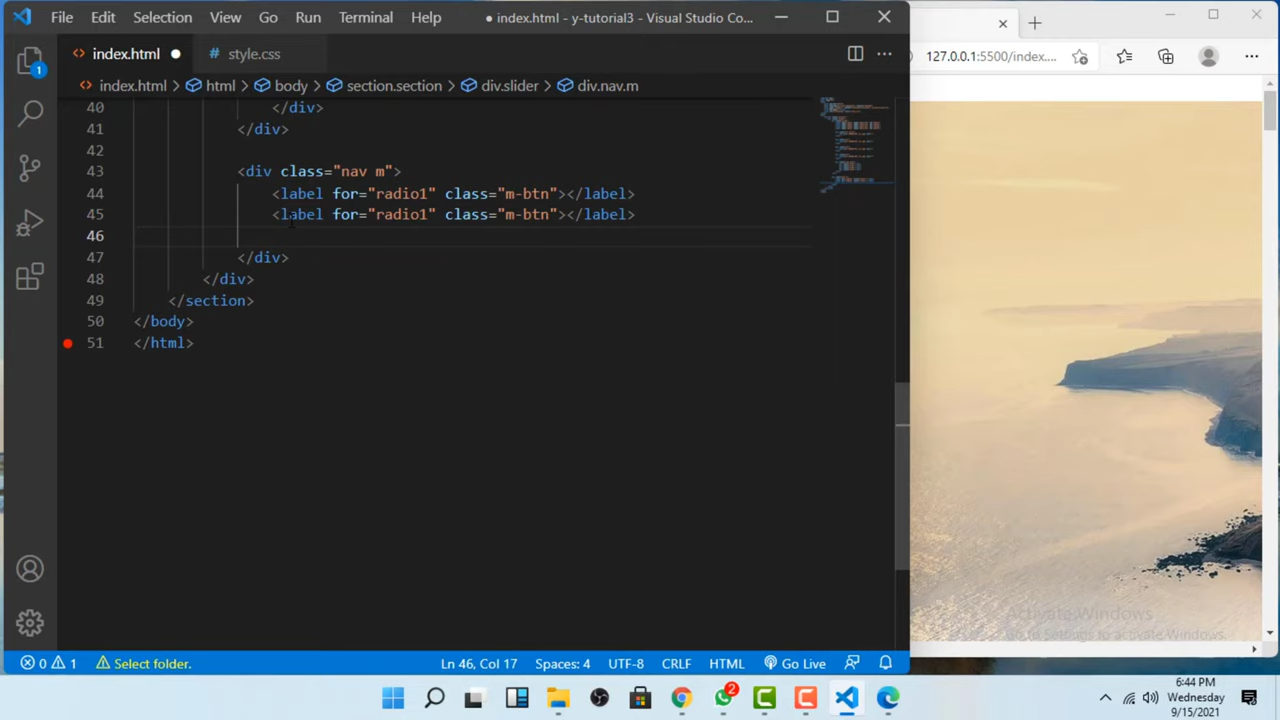 File Edit Selection View Go Run Terminal Help ● index.html - y-tutorial3 - Visual Studio Co...
<> index.html ● # style.css
127.0.0.1:5500/index....
1
<> index.html > html > body > section.section > div.slider > div.nav.m
40 </div>
41 </div>
42
43 <div class="nav m">
44 <label for="radio1" class="m-btn"></label>
45 <label for="radio1" class="m-btn"></label>
46
47 </div>
48 </div>
49 </section>
50 </body>
51 </html>
Activate Windows
Go to Settings to activate Windows.
0 1 Select folder. Ln 46, Col 17 Spaces: 4 UTF-8 CRLF HTML Go Live
2
6:44 PM
Wednesday
9/15/2021